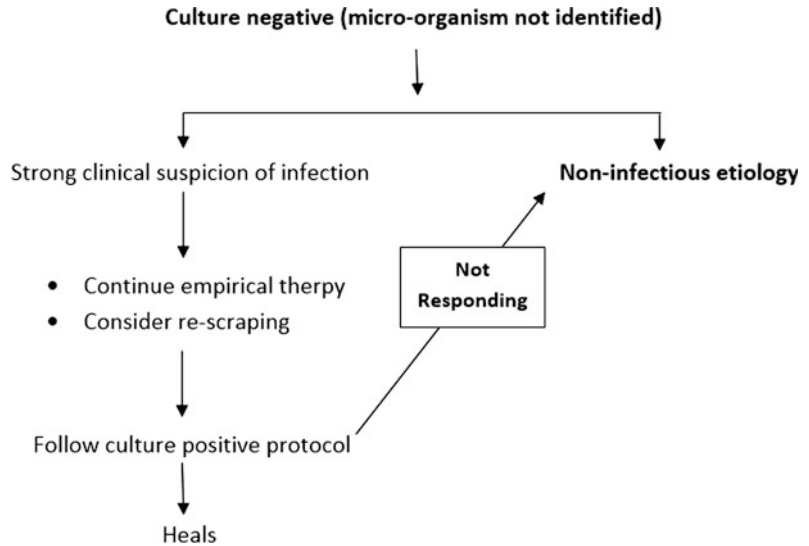 Culture negative (micro-organism not identified)
Strong clinical suspicion of infection
Non-infectious etiology
• Continue empirical therpy
• Consider re-scraping
Not
Responding
Follow culture positive protocol
Heals